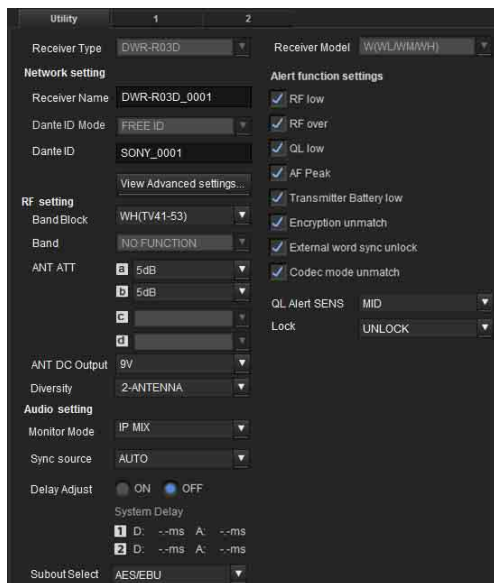 Utility 1 2
Receiver Type DWR-R03D
Network setting
Receiver Name DWR-R03D_0001
Dante ID Mode FREE ID
Dante ID SONY_0001
View Advanced settings...
RF setting
Band Block WH(TV41-53)
Band NO FUNCTION
ANT ATT a 5dB
b 5dB
c
d
ANT DC Output 9V
Diversity 2-ANTENNA
Audio setting
Monitor Mode IP MIX
Sync source AUTO
Delay Adjust ON OFF
System Delay
1 D: -.-ms A: -.-ms
2 D: -.-ms A: -.-ms
Subout Select AES/EBU
Receiver Model W(WL/WM/WH)
Alert function settings
RF low
RF over
QL low
AF Peak
Transmitter Battery low
Encryption unmatch
External word sync unlock
Codec mode unmatch
QL Alert SENS MID
Lock UNLOCK